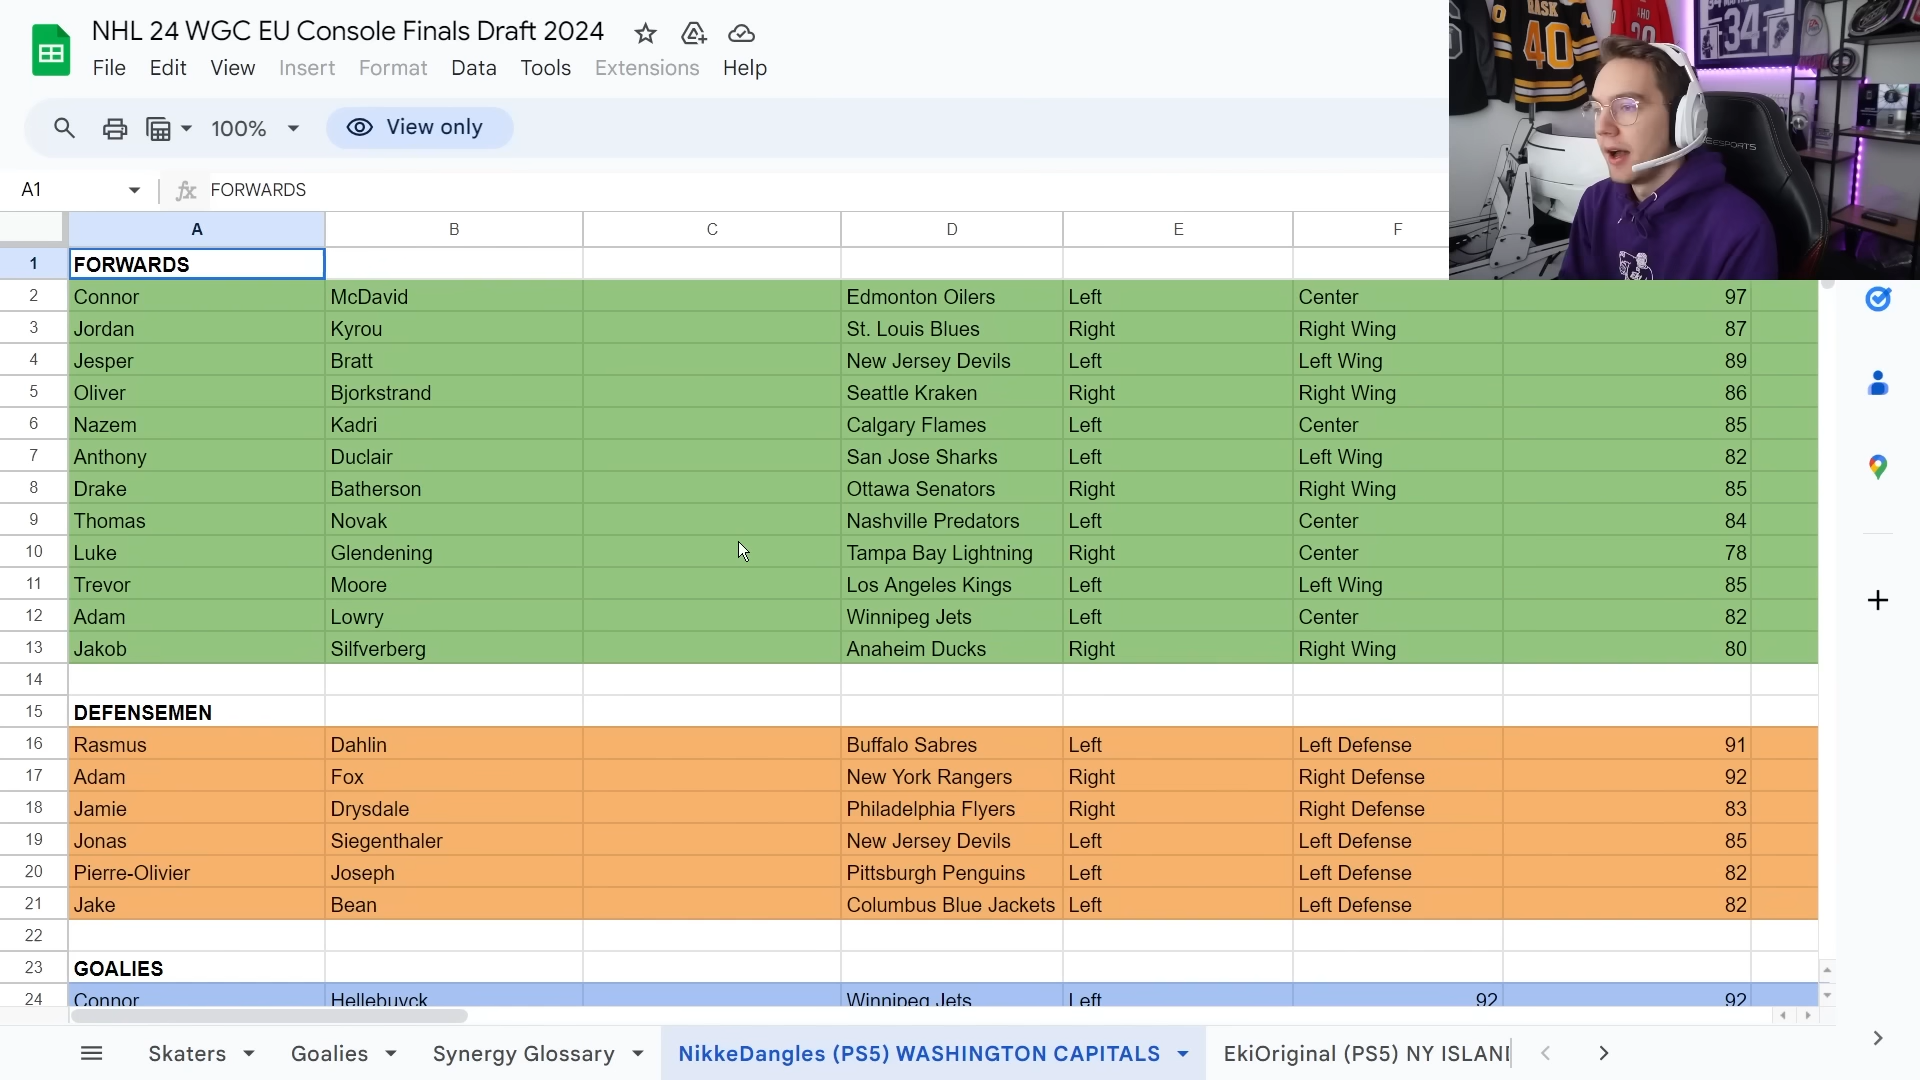 NHL 24 WGC EU Console Finals Draft 2024
File Edit View Insert Format Data Tools Extensions Help
100% View only
A1 fx FORWARDS
A B C D E F
1 FORWARDS
2 Connor McDavid Edmonton Oilers Left Center 97
3 Jordan Kyrou St. Louis Blues Right Right Wing 87
4 Jesper Bratt New Jersey Devils Left Left Wing 89
5 Oliver Bjorkstrand Seattle Kraken Right Right Wing 86
6 Nazem Kadri Calgary Flames Left Center 85
7 Anthony Duclair San Jose Sharks Left Left Wing 82
8 Drake Batherson Ottawa Senators Right Right Wing 85
9 Thomas Novak Nashville Predators Left Center 84
10 Luke Glendening Tampa Bay Lightning Right Center 78
11 Trevor Moore Los Angeles Kings Left Left Wing 85
12 Adam Lowry Winnipeg Jets Left Center 82
13 Jakob Silfverberg Anaheim Ducks Right Right Wing 80
14
15 DEFENSEMEN
16 Rasmus Dahlin Buffalo Sabres Left Left Defense 91
17 Adam Fox New York Rangers Right Right Defense 92
18 Jamie Drysdale Philadelphia Flyers Right Right Defense 83
19 Jonas Siegenthaler New Jersey Devils Left Left Defense 85
20 Pierre-Olivier Joseph Pittsburgh Penguins Left Left Defense 82
21 Jake Bean Columbus Blue Jackets Left Left Defense 82
22
23 GOALIES
24 Connor Hellebuyck Winnipeg Jets Left 92 92
Skaters Goalies Synergy Glossary NikkeDangles (PS5) WASHINGTON CAPITALS EkiOriginal (PS5) NY ISLAN
RASK
40
AHO
20
34
ESPORTS